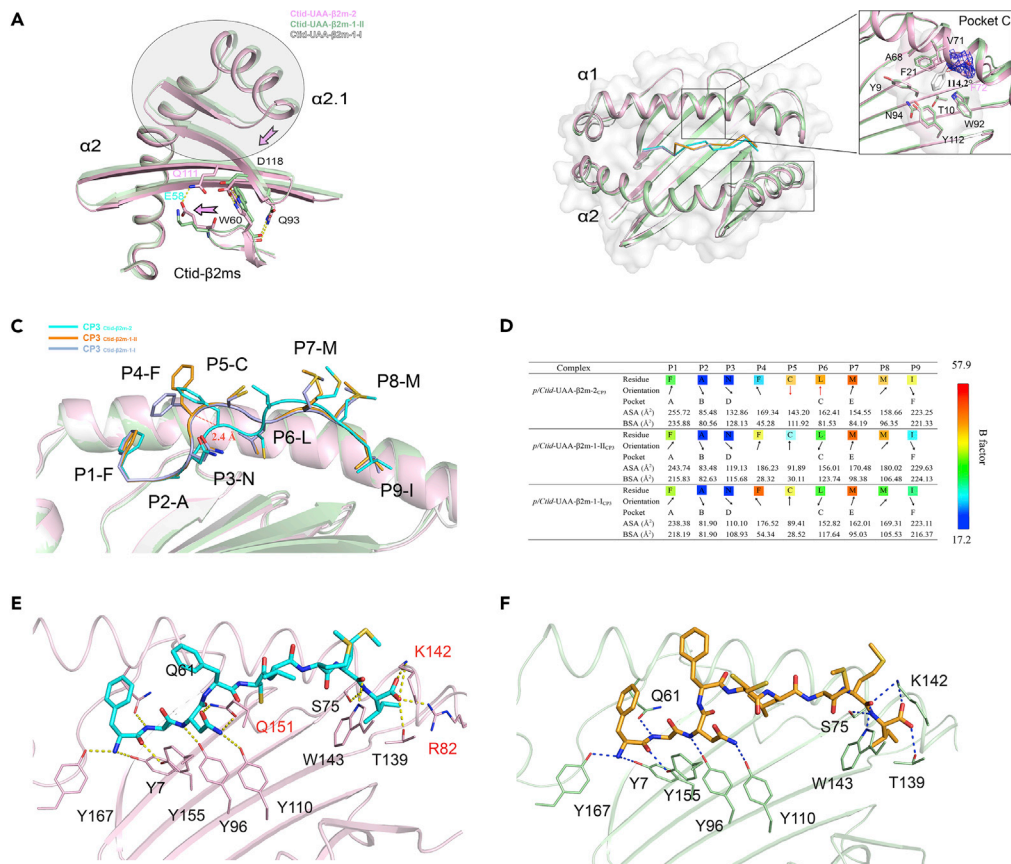 A
Ctid-UAA-β2m-2
Ctid-UAA-β2m-1-II
Ctid-UAA-β2m-1-I
α2.1
α2
D118
Q111
E58
W60
Q93
Ctid-β2ms
α1
α2
Pocket C
V71
A68
F21
114.2°
Y9
T10
N94
W92
Y112
C
CP3 Ctid-β2m-2
CP3 Ctid-β2m-1-II
CP3 Ctid-β2m-1-I
P7-M
P5-C
P4-F
P8-M
2.4 Å
P6-L
P1-F
P3-N
P2-A
P9-I
D
Complex P1 P2 P3 P4 P5 P6 P7 P8 P9
Residue F A N F C L M M I
p/Ctid-UAA-β2m-2CP3 Orientation
Pocket A B D C E F
ASA (Å²) 255.72 85.48 132.86 169.34 143.20 162.41 154.55 158.66 223.25
BSA (Å²) 235.88 80.56 128.13 45.28 111.92 81.53 84.19 96.35 221.33
Residue F A N F C L M M I
p/Ctid-UAA-β2m-1-IICP3 Orientation
Pocket A B D C E F
ASA (Å²) 243.74 83.48 119.13 186.23 91.89 156.01 170.48 180.02 229.63
BSA (Å²) 215.83 82.63 115.68 28.32 30.11 123.74 98.38 106.48 224.13
Residue F A N F C L M M I
p/Ctid-UAA-β2m-1-ICP3 Orientation
Pocket A B D C E F
ASA (Å²) 238.38 81.90 110.10 176.52 89.41 152.82 162.01 169.31 223.11
BSA (Å²) 218.19 81.90 108.93 54.34 28.52 117.64 95.03 105.53 216.37
57.9
B factor
17.2
E
Q61
K142
Q151
S75
R82
W143
T139
Y7
Y167
Y155
Y110
Y96
F
Q61
K142
S75
W143
T139
Y7
Y167
Y155
Y110
Y96